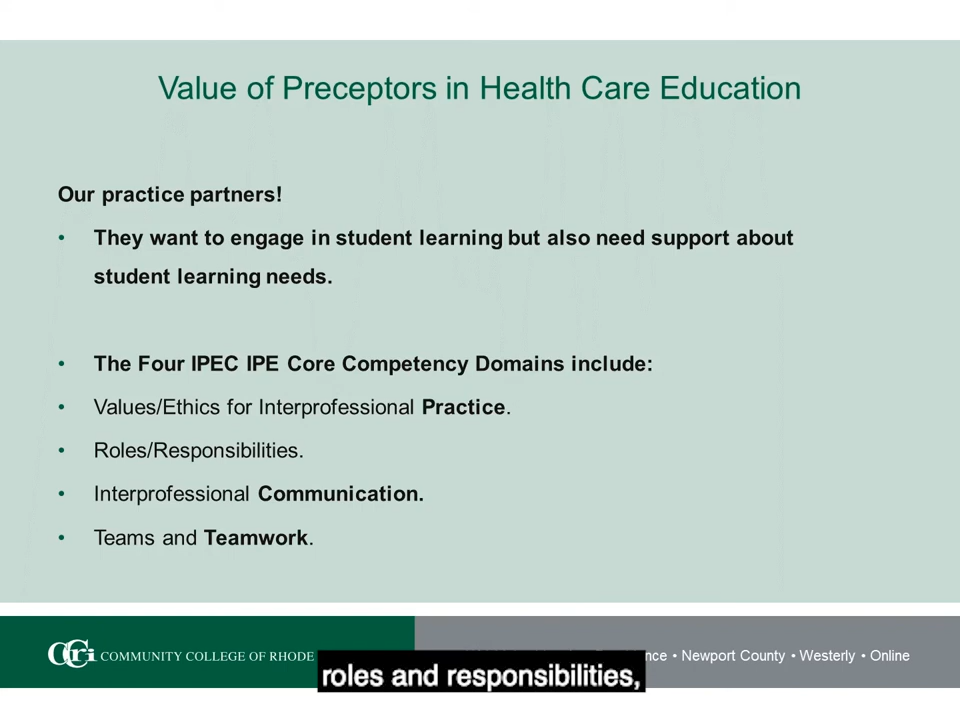 Value of Preceptors in Health Care Education
Our practice partners!
• They want to engage in student learning but also need support about
student learning needs.
• The Four IPEC IPE Core Competency Domains include:
• Values/Ethics for Interprofessional Practice.
• Roles/Responsibilities.
• Interprofessional Communication.
• Teams and Teamwork.
CCri COMMUNITY COLLEGE OF RHODE
• Newport County • Westerly • Online
roles and responsibilities,